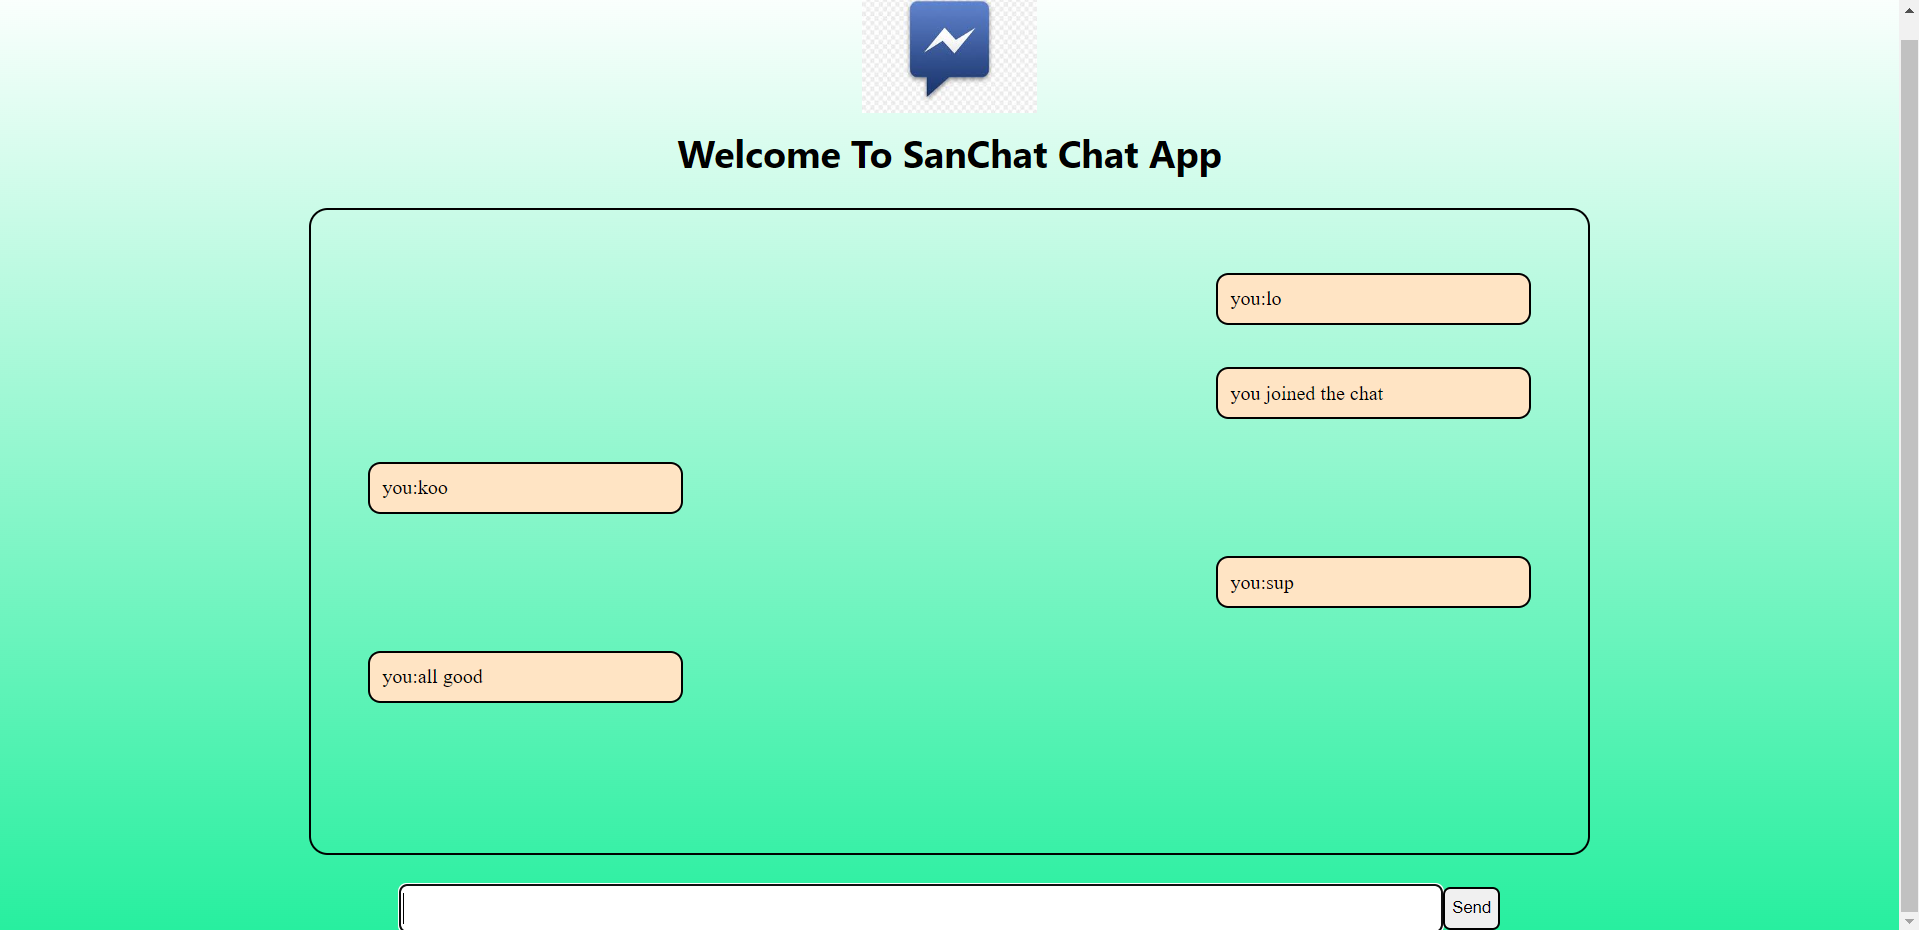 Welcome To SanChat Chat App
you:lo
you joined the chat
you:koo
you:sup
you:all good
Send